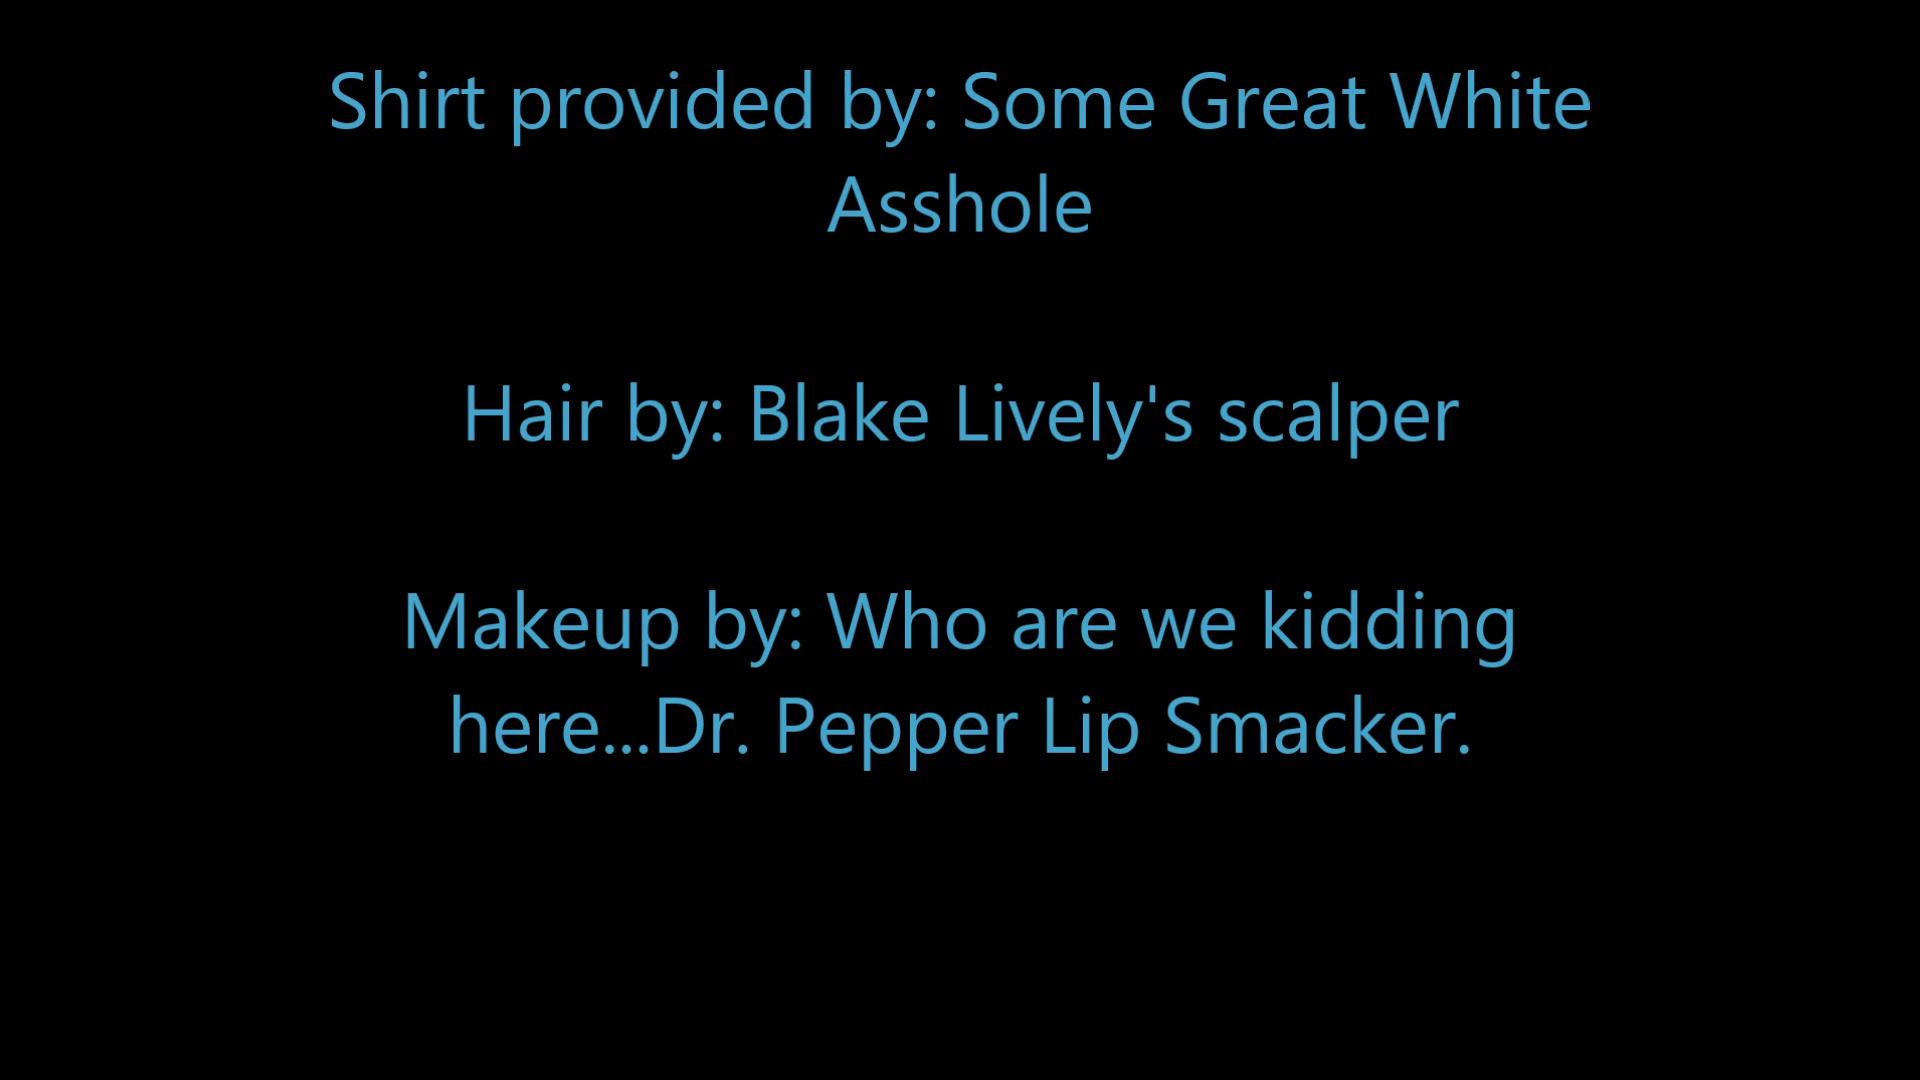 Shirt provided by: Some Great White
Asshole
Hair by: Blake Lively's scalper
Makeup by: Who are we kidding
here...Dr. Pepper Lip Smacker.